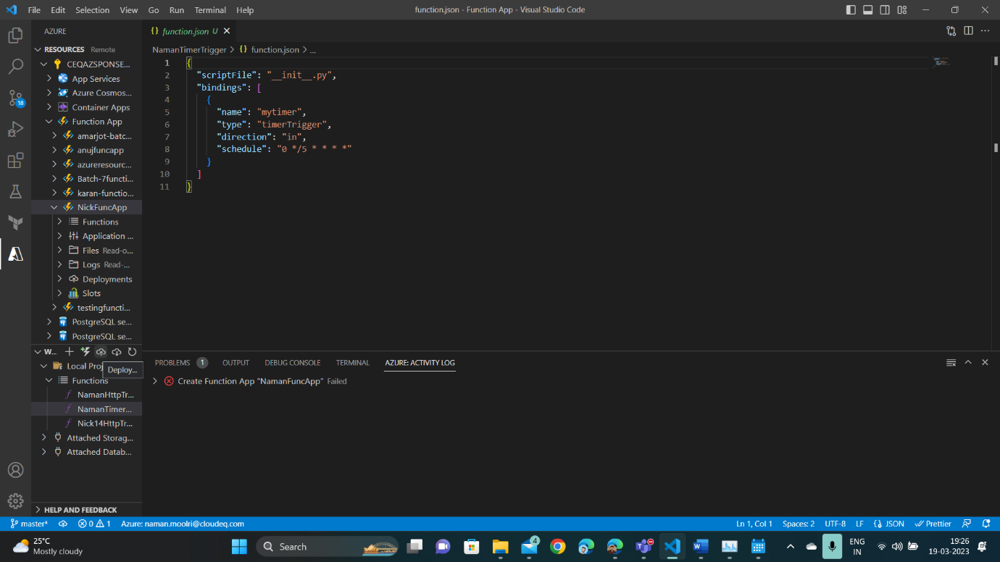 File Edit Selection View Go Run Terminal Help
function.json - Function App - Visual Studio Code
AZURE
{} function.json U
RESOURCES Remote
NamanTimerTrigger > {} function.json > ...
CEQAZSPONSE...
App Services
Azure Cosmos...
Container Apps
Function App
amarjot-batc...
anujfuncapp
azureresourc...
Batch-7functi...
karan-functio...
NickFuncApp
Functions
Application ...
Files Read-o...
Logs Read-...
Deployments
Slots
testingfuncti...
PostgreSQL se...
PostgreSQL se...
18
1 {
2 "scriptFile": "__init__.py",
3 "bindings": [
4 {
5 "name": "mytimer",
6 "type": "timerTrigger",
7 "direction": "in",
8 "schedule": "0 */5 * * * *"
9 }
10 ]
11 }
W...
Local Proj
Deploy...
Functions
NamanHttpTr...
NamanTimer...
Nick14HttpTr...
Attached Storag...
Attached Datab...
HELP AND FEEDBACK
PROBLEMS 1 OUTPUT DEBUG CONSOLE TERMINAL AZURE: ACTIVITY LOG
Create Function App "NamanFuncApp" Failed
master* 0 1 Azure: naman.moolri@cloudeq.com
Ln 1, Col 1 Spaces: 2 UTF-8 LF {} JSON Prettier
25°C
Mostly cloudy
Search
4
ENG
IN
19:26
19-03-2023